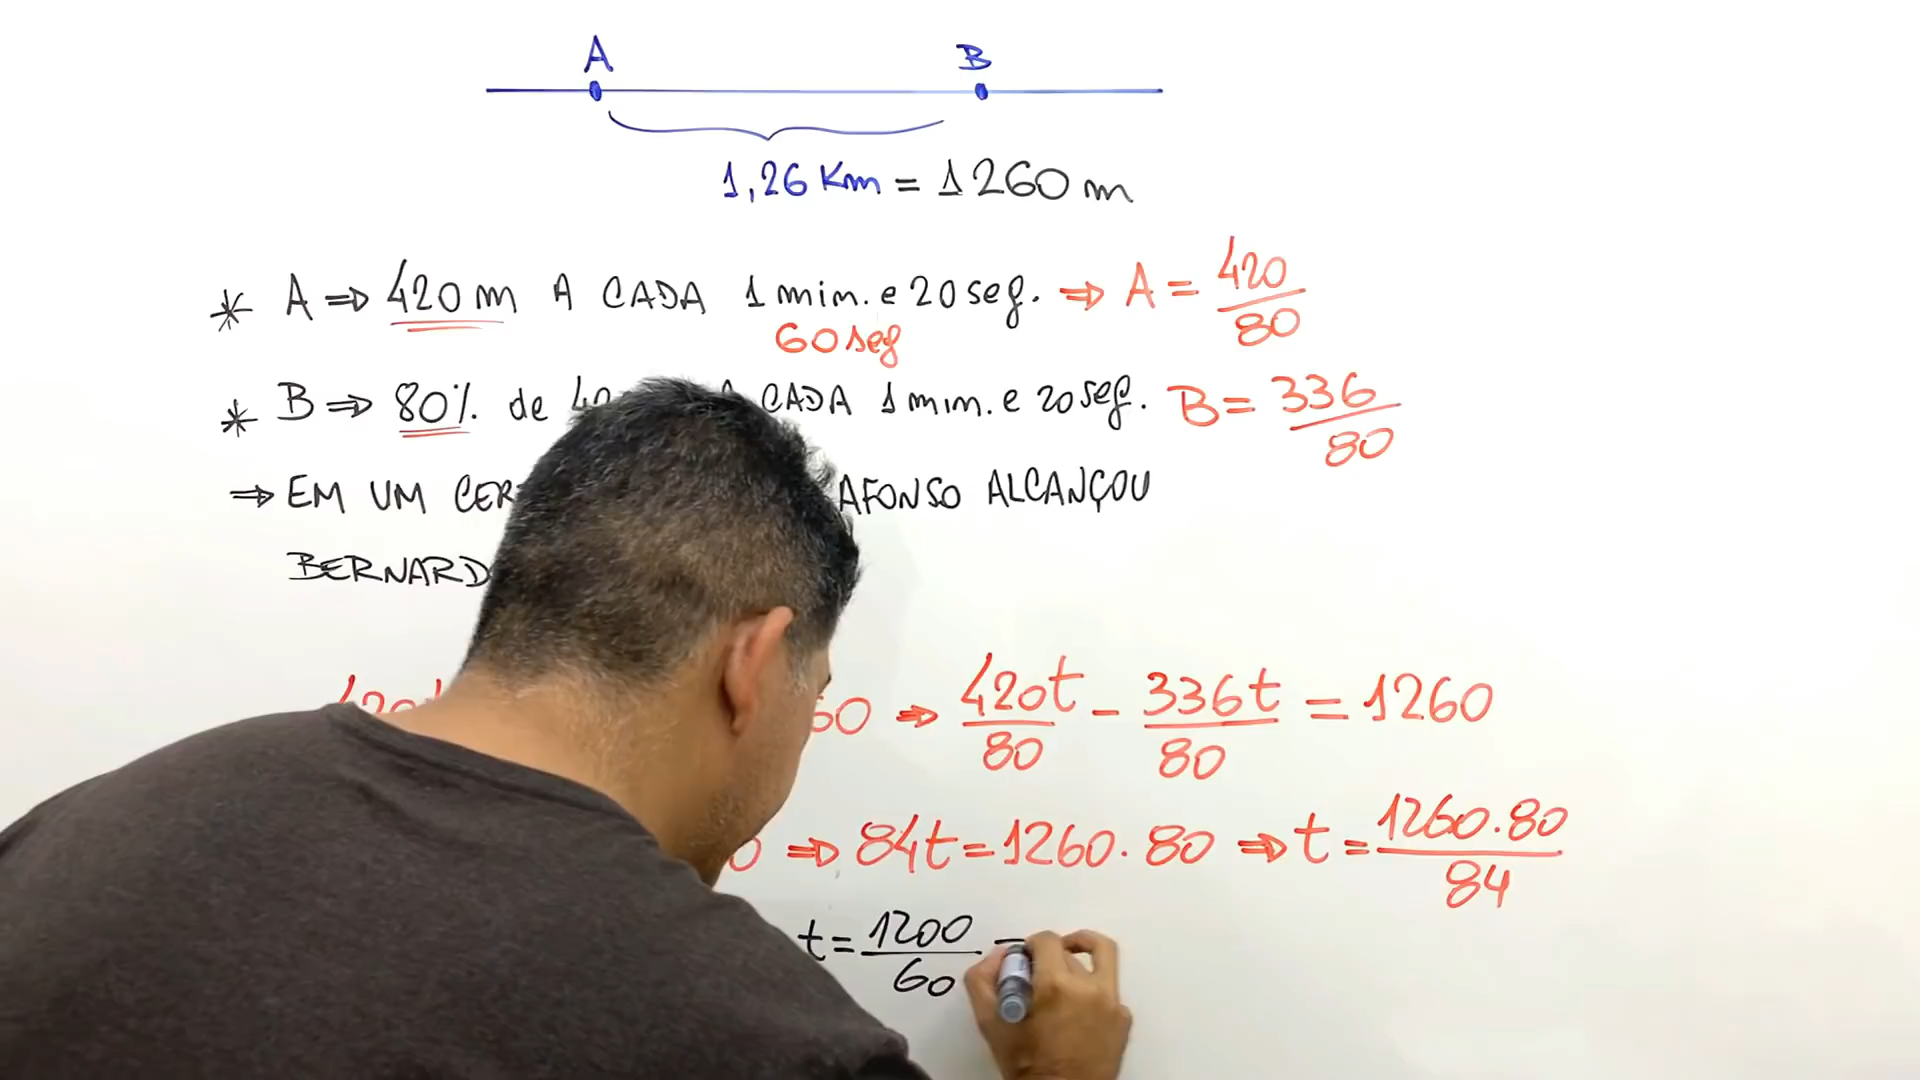 A B
1,26 Km = 1260 m
* A ⇒ 420 m A CADA 1 min. e 20 seg. ⇒ A = 420/80
60 seg
* B ⇒ 80% de CADA 1 min. e 20 seg. B = 336/80
⇒ EM UM AFONSO ALCANÇOU
⇒ 420t/80 - 336t/80 = 1260
⇒ 84t = 1260 . 80 ⇒ t = 1260.80/84
t = 1200/60 =